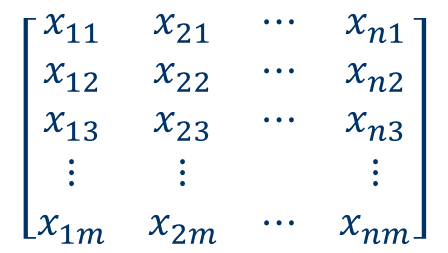 x₁₁ x₂₁ ⋯ xₙ₁
x₁₂ x₂₂ ⋯ xₙ₂
x₁₃ x₂₃ ⋯ xₙ₃
⋮ ⋮ ⋮
x₁ₘ x₂ₘ ⋯ xₙₘ